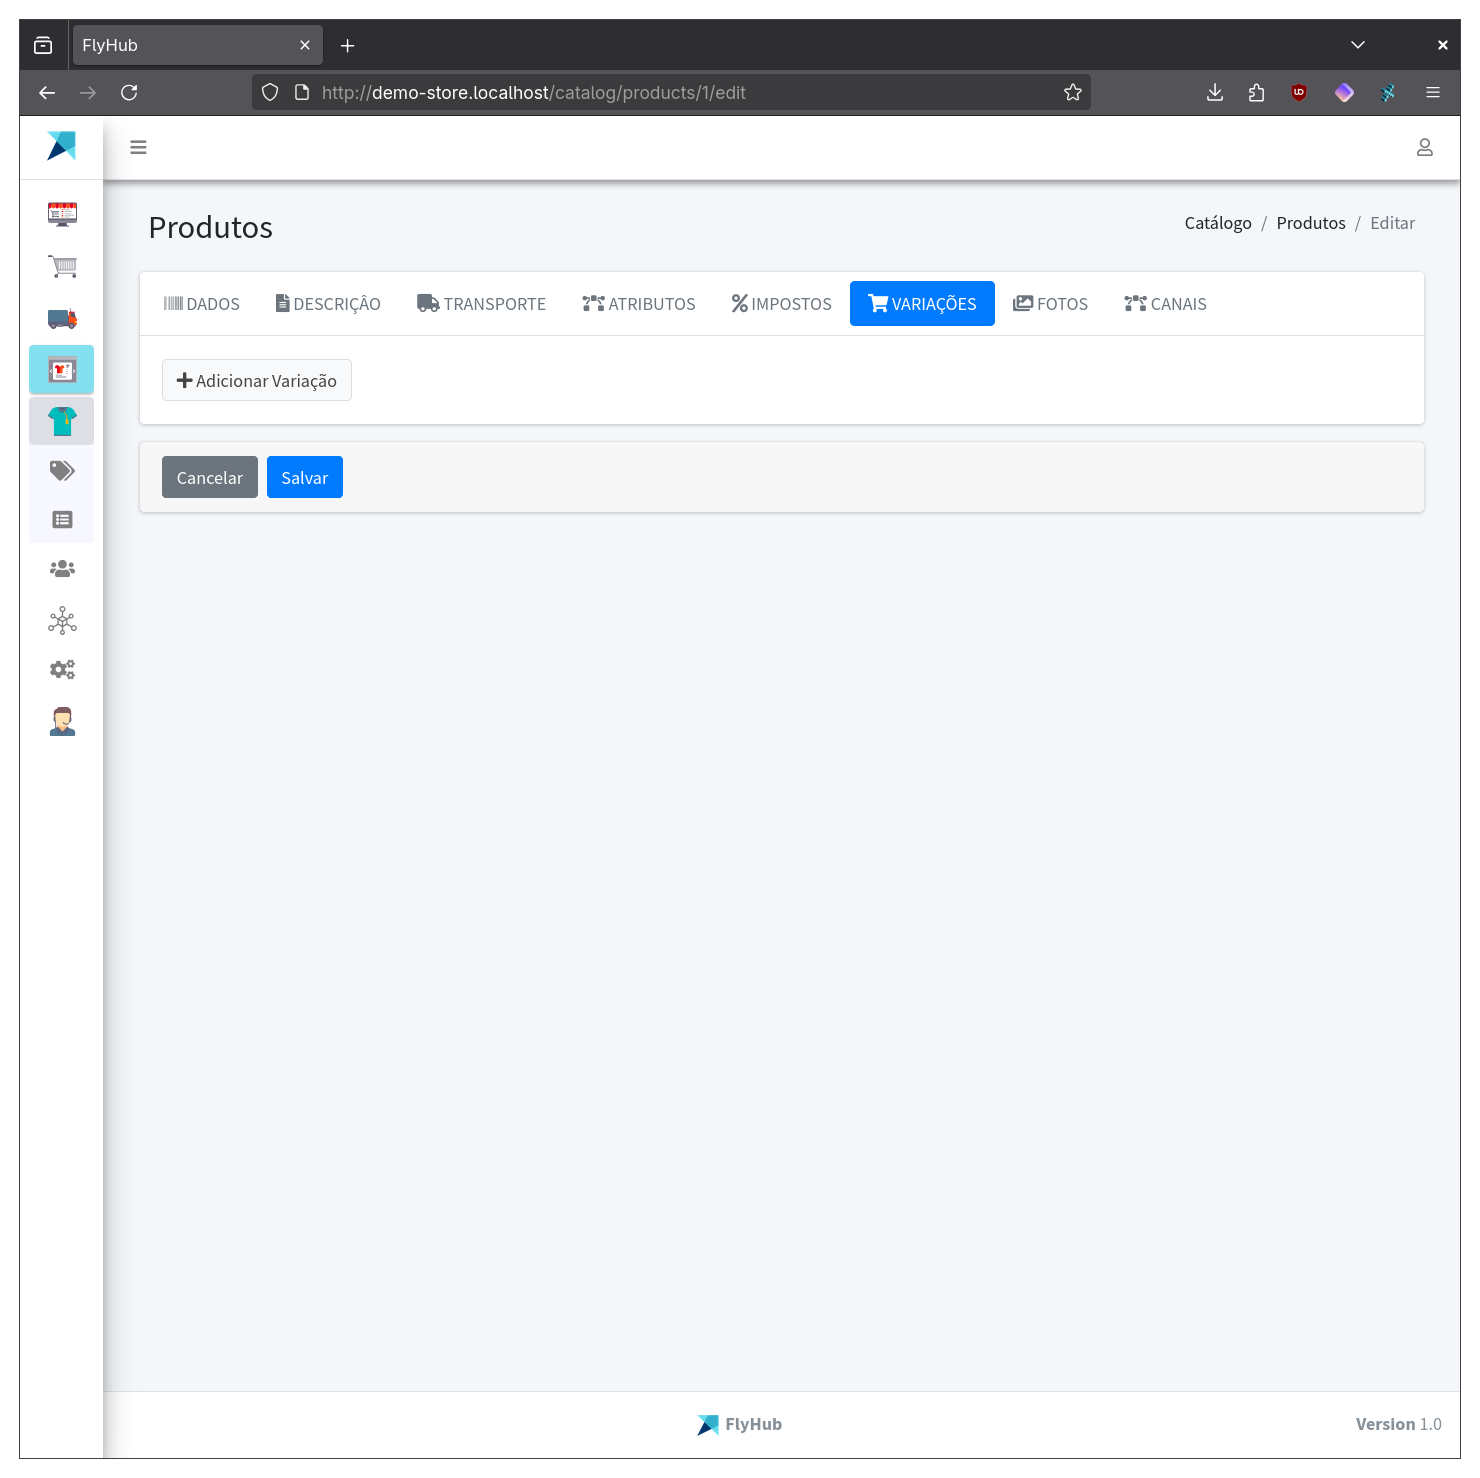 FlyHub
http://demo-store.localhost/catalog/products/1/edit
Produtos
Catálogo / Produtos / Editar
DADOS DESCRIÇÂO TRANSPORTE ATRIBUTOS IMPOSTOS VARIAÇÕES FOTOS CANAIS
Adicionar Variação
Cancelar Salvar
FlyHub
Version 1.0